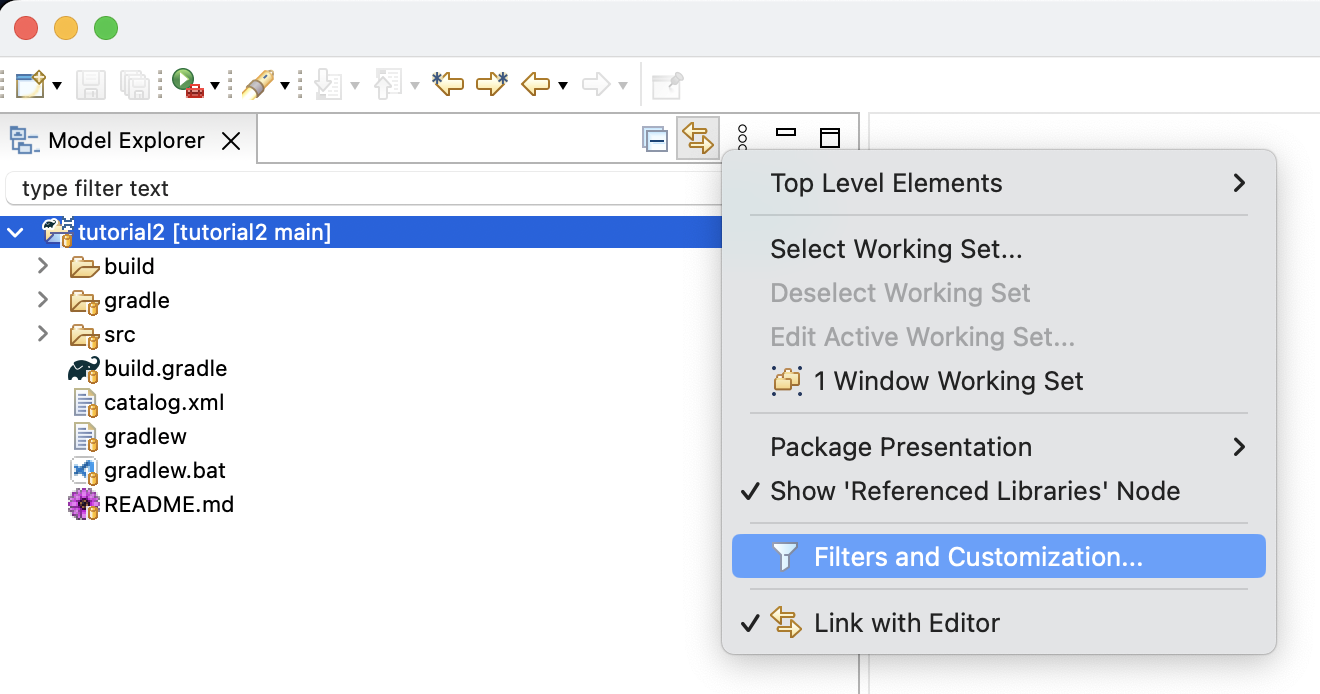 Model Explorer
type filter text
tutorial2 [tutorial2 main]
build
gradle
src
build.gradle
catalog.xml
gradlew
gradlew.bat
README.md
Top Level Elements
Select Working Set...
Deselect Working Set
Edit Active Working Set...
1 Window Working Set
Package Presentation
Show 'Referenced Libraries' Node
Filters and Customization...
Link with Editor